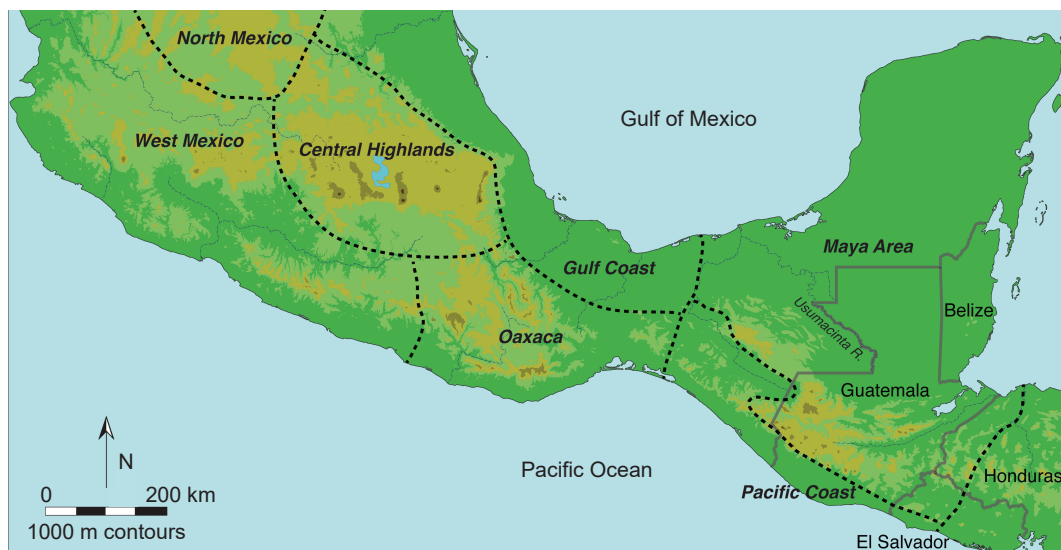 North Mexico
Gulf of Mexico
West Mexico
Central Highlands
Maya Area
Gulf Coast
Usumacinta R.
Belize
Oaxaca
Guatemala
N
Pacific Ocean
Honduras
0 200 km
Pacific Coast
1000 m contours
El Salvador